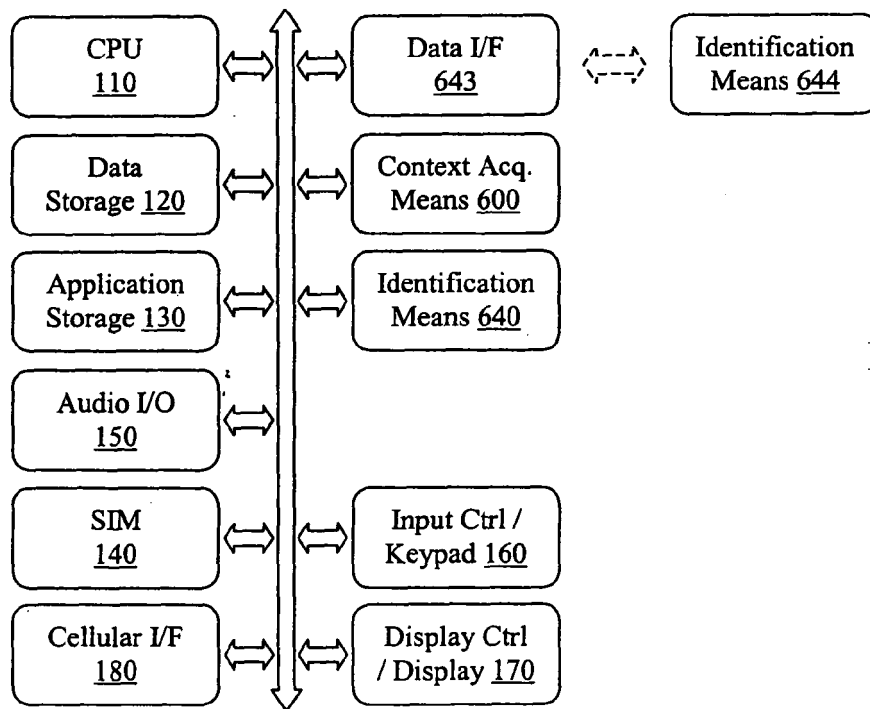 CPU
110
Data I/F
643
Identification
Means 644
Data
Storage 120
Context Acq.
Means 600
Application
Storage 130
Identification
Means 640
Audio I/O
150
SIM
140
Input Ctrl /
Keypad 160
Cellular I/F
180
Display Ctrl
/ Display 170